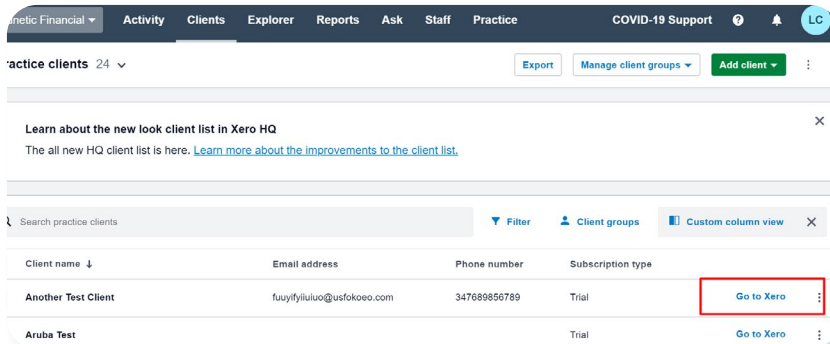 netic Financial Activity Clients Explorer Reports Ask Staff Practice COVID-19 Support ? LC
ractice clients 24 Export Manage client groups Add client
Learn about the new look client list in Xero HQ
The all new HQ client list is here. Learn more about the improvements to the client list.
Search practice clients Filter Client groups Custom column view
Client name Email address Phone number Subscription type
Another Test Client fuuyifyiiuiuo@usfokoeo.com 347689856789 Trial Go to Xero
Aruba Test Trial Go to Xero